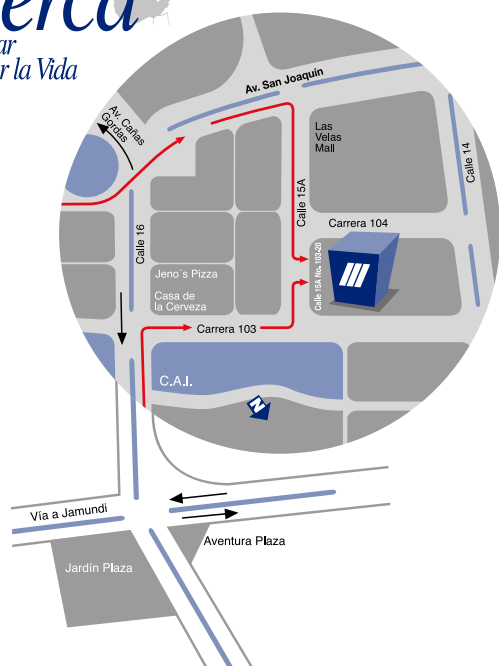 erca
ar
r la Vida
Av. San Joaquín
Av. Cañas
Gordas
Las
Velas
Mall
Calle 14
Calle 15A
Carrera 104
Calle 16
Calle 15A No. 103-20
Jeno´s Pizza
Casa de
la Cerveza
Carrera 103
C.A.I.
N
Vía a Jamundi
Aventura Plaza
Jardín Plaza